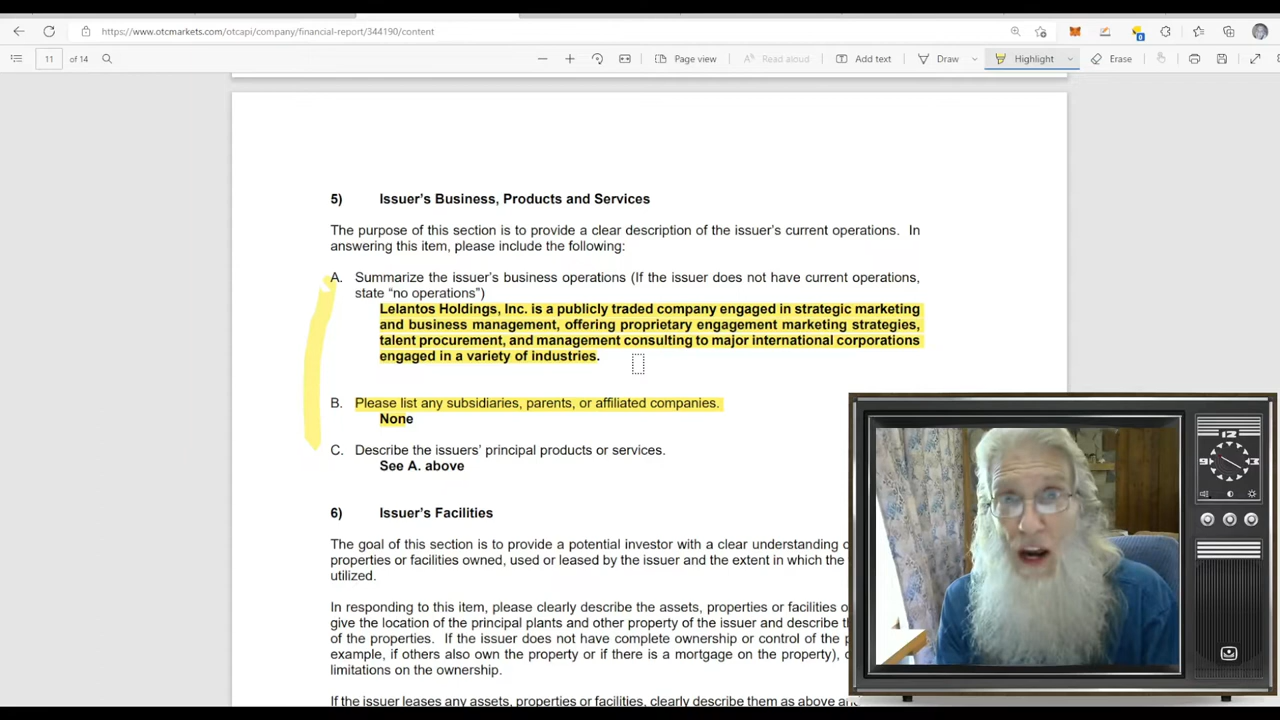 https://www.otcmarkets.com/otcapi/company/financial-report/344190/content
11 of 14
Page view
Read aloud
Add text
Draw
Highlight
Erase
5) Issuer’s Business, Products and Services
The purpose of this section is to provide a clear description of the issuer’s current operations. In
answering this item, please include the following:
A. Summarize the issuer’s business operations (If the issuer does not have current operations,
state “no operations”)
Lelantos Holdings, Inc. is a publicly traded company engaged in strategic marketing
and business management, offering proprietary engagement marketing strategies,
talent procurement, and management consulting to major international corporations
engaged in a variety of industries.
B. Please list any subsidiaries, parents, or affiliated companies.
None
C. Describe the issuers’ principal products or services.
See A. above
6) Issuer’s Facilities
The goal of this section is to provide a potential investor with a clear understanding
properties or facilities owned, used or leased by the issuer and the extent in which the
utilized.
In responding to this item, please clearly describe the assets, properties or facilities
give the location of the principal plants and other property of the issuer and describe
of the properties. If the issuer does not have complete ownership or control of the
example, if others also own the property or if there is a mortgage on the property),
limitations on the ownership.
If the issuer leases any assets, properties or facilities, clearly describe them as above
12
9 3